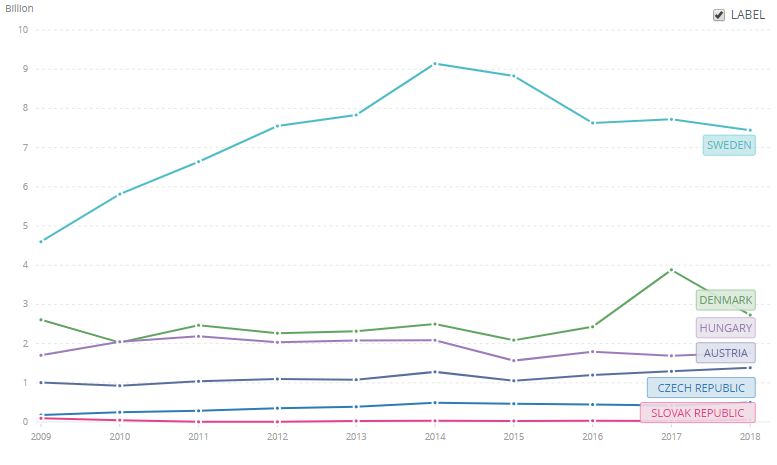 Billion
LABEL
10
9
8
7
SWEDEN
6
5
4
3
DENMARK
HUNGARY
2
AUSTRIA
1
CZECH REPUBLIC
SLOVAK REPUBLIC
0
2009 2010 2011 2012 2013 2014 2015 2016 2017 2018